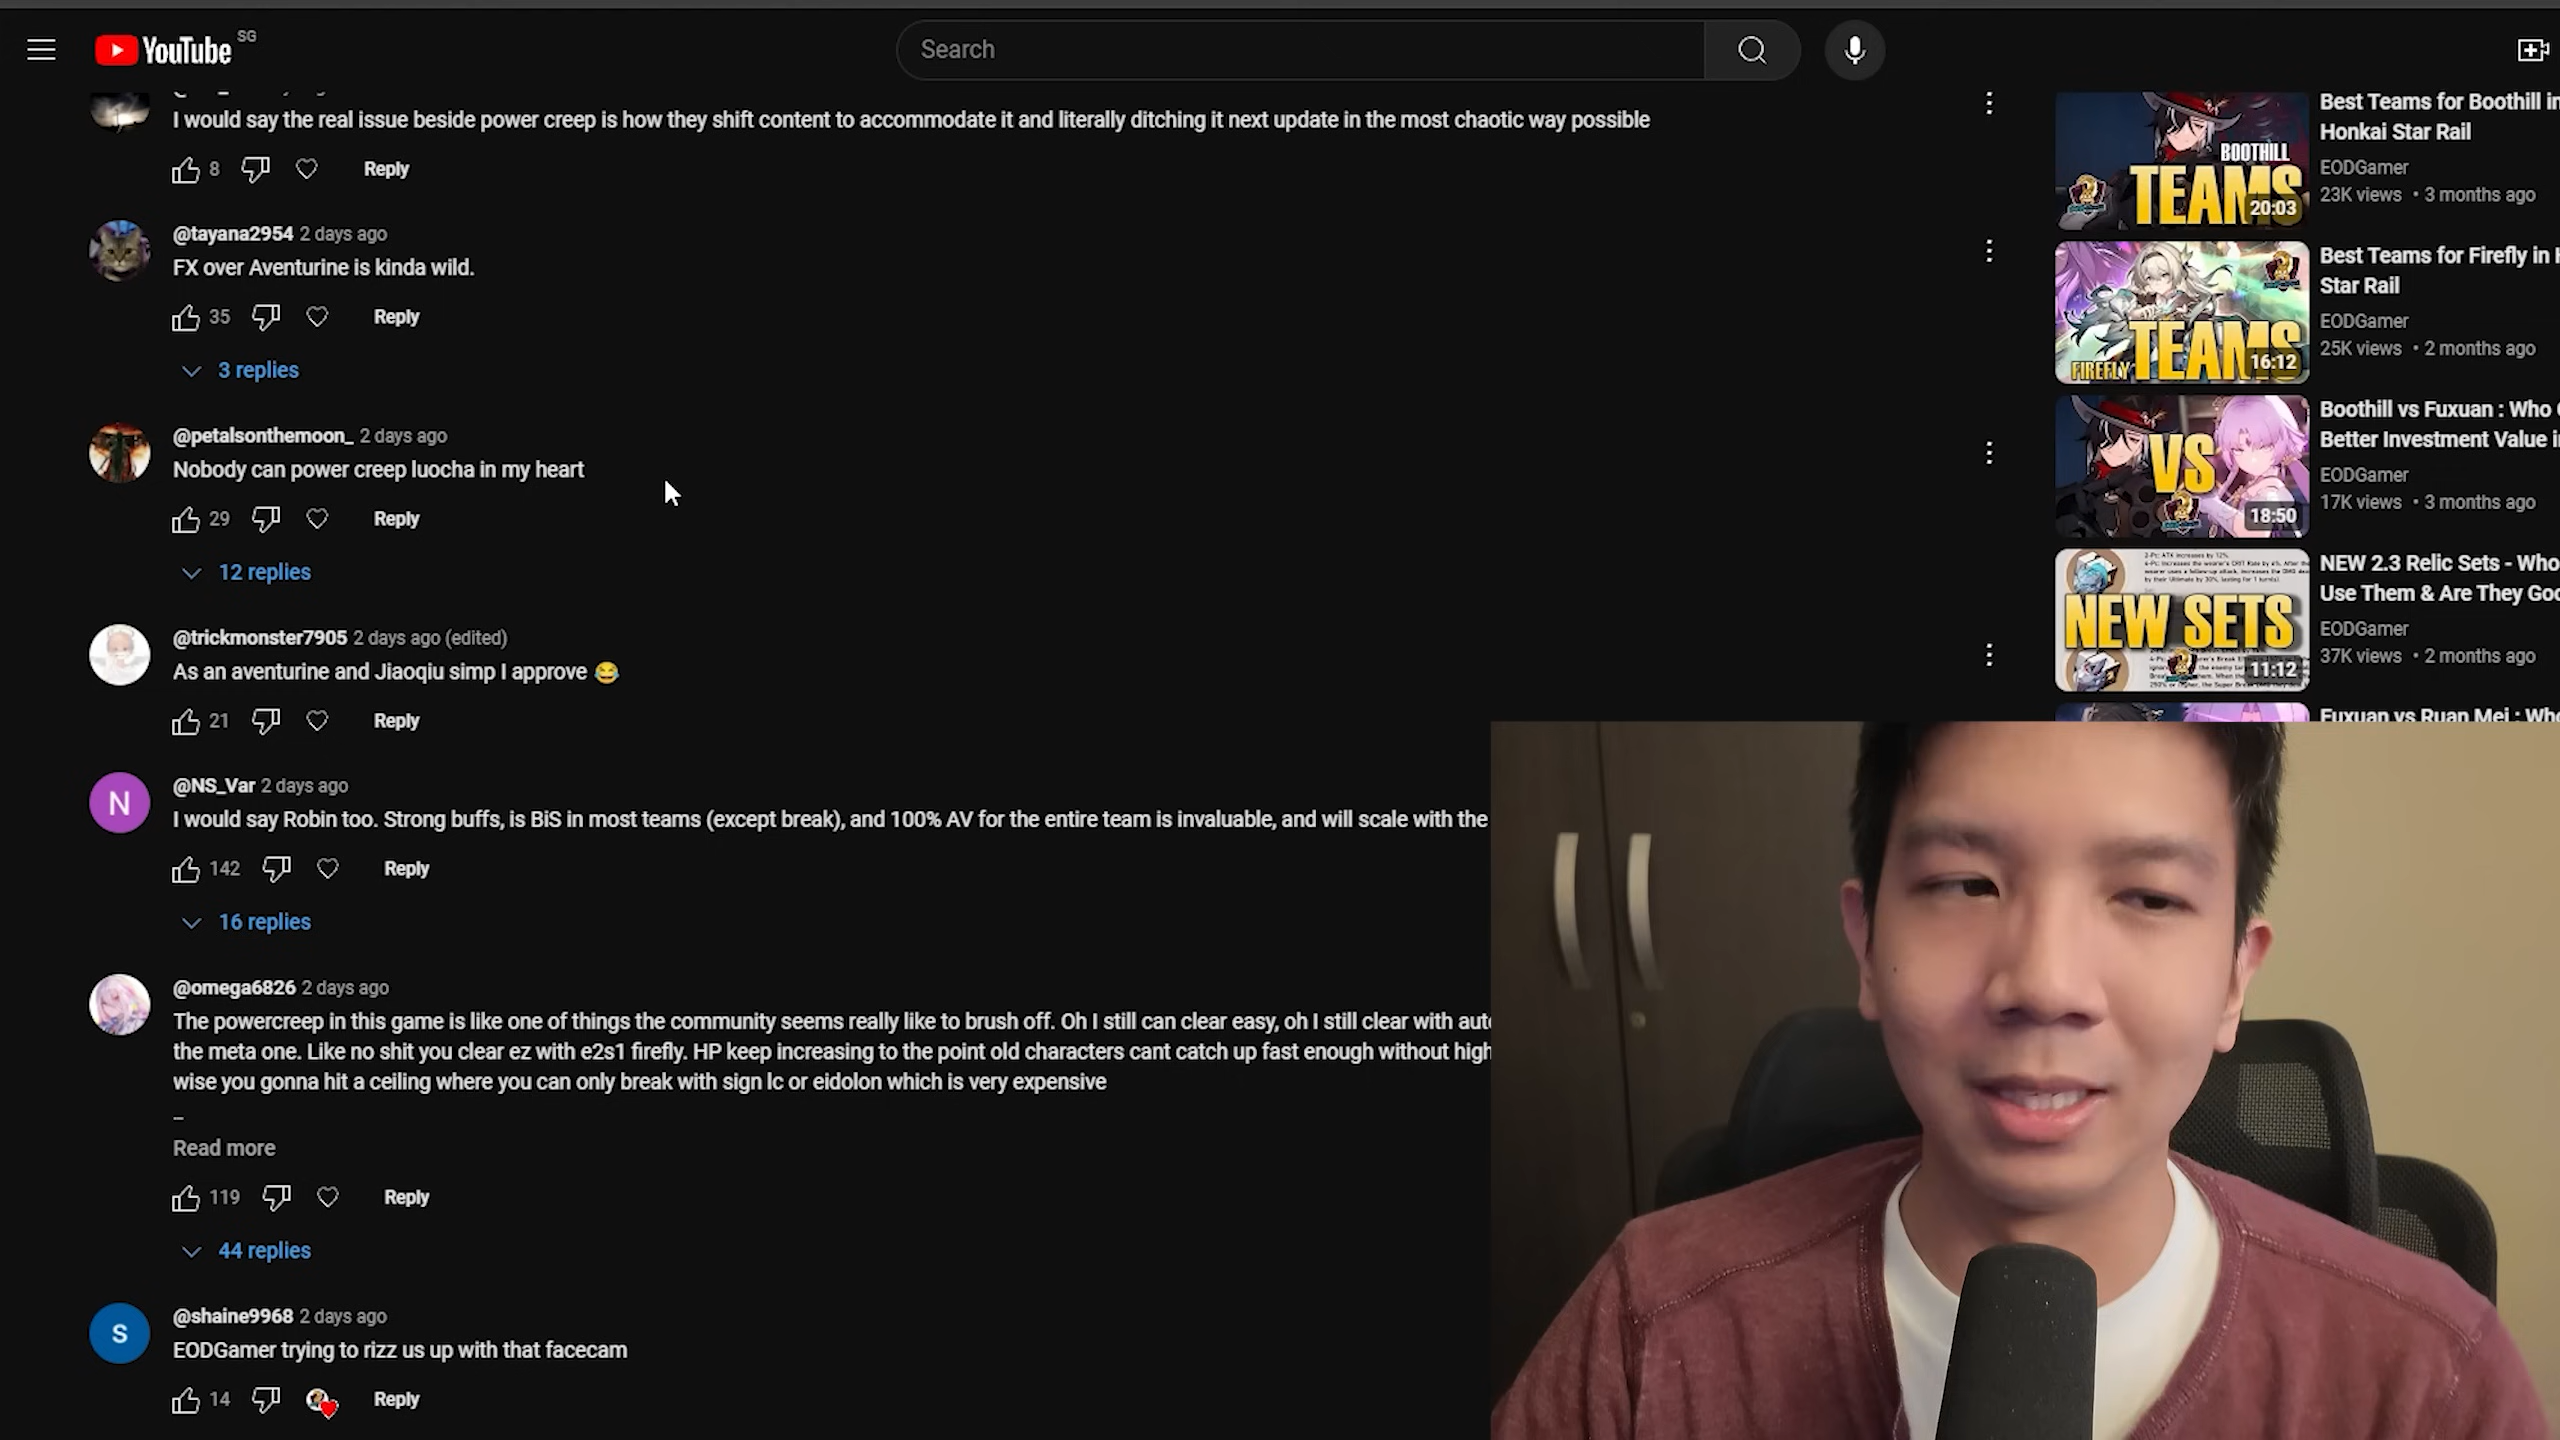 YouTube SG
Search
I would say the real issue beside power creep is how they shift content to accommodate it and literally ditching it next update in the most chaotic way possible
8 Reply
@tayana2954 2 days ago
FX over Aventurine is kinda wild.
35 Reply
3 replies
@petalsonthemoon_ 2 days ago
Nobody can power creep luocha in my heart
29 Reply
12 replies
@trickmonster7905 2 days ago (edited)
As an aventurine and Jiaoqiu simp I approve 😂
21 Reply
N
@NS_Var 2 days ago
I would say Robin too. Strong buffs, is BiS in most teams (except break), and 100% AV for the entire team is invaluable, and will scale with the
142 Reply
16 replies
@omega6826 2 days ago
The powercreep in this game is like one of things the community seems really like to brush off. Oh I still can clear easy, oh I still clear with aut
the meta one. Like no shit you clear ez with e2s1 firefly. HP keep increasing to the point old characters cant catch up fast enough without high
wise you gonna hit a ceiling where you can only break with sign lc or eidolon which is very expensive
_
Read more
119 Reply
44 replies
S
@shaine9968 2 days ago
EODGamer trying to rizz us up with that facecam
14 Reply
BOOTHILL
TEAMS
20:03
Best Teams for Boothill in
Honkai Star Rail
EODGamer
23K views • 3 months ago
FIREFLY TEAMS
16:12
Best Teams for Firefly in
Star Rail
EODGamer
25K views • 2 months ago
VS
18:50
Boothill vs Fuxuan : Who
Better Investment Value i
EODGamer
17K views • 3 months ago
NEW SETS
11:12
NEW 2.3 Relic Sets - Who
Use Them & Are They Goo
EODGamer
37K views • 2 months ago
Fuxuan vs Ruan Mei : Who